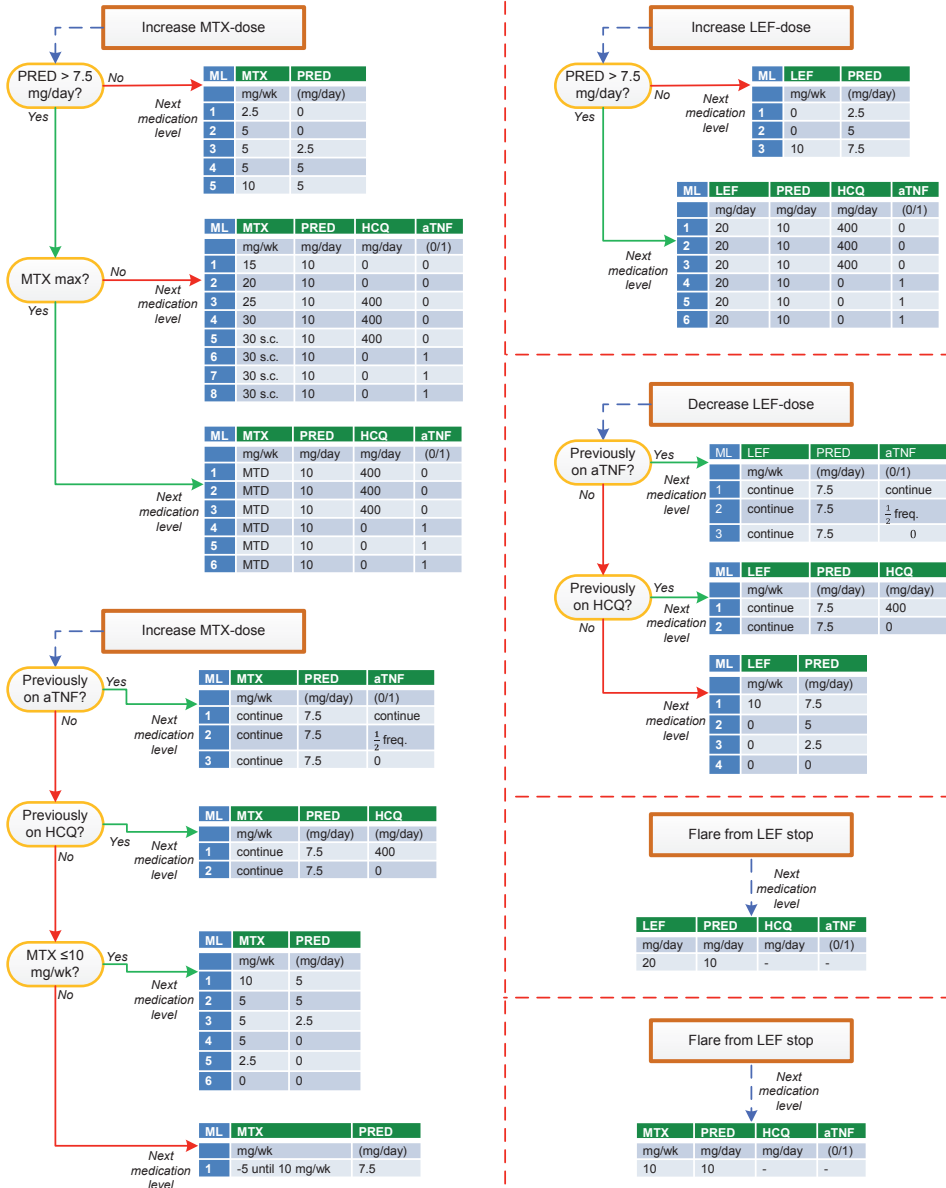 Increase MTX-dose
PRED > 7.5
mg/day?
No
Yes
Next
medication
level
ML MTX PRED
mg/wk (mg/day)
1 2.5 0
2 5 0
3 5 2.5
4 5 5
5 10 5
MTX max?
No
Yes
Next
medication
level
ML MTX PRED HCQ aTNF
mg/wk mg/day mg/day (0/1)
1 15 10 0 0
2 20 10 0 0
3 25 10 400 0
4 30 10 400 0
5 30 s.c. 10 400 0
6 30 s.c. 10 0 1
7 30 s.c. 10 0 1
8 30 s.c. 10 0 1
Next
medication
level
ML MTX PRED HCQ aTNF
mg/wk mg/day mg/day (0/1)
1 MTD 10 400 0
2 MTD 10 400 0
3 MTD 10 400 0
4 MTD 10 0 1
5 MTD 10 0 1
6 MTD 10 0 1
Increase MTX-dose
Previously
on aTNF?
Yes
No
Next
medication
level
ML MTX PRED aTNF
mg/wk (mg/day) (0/1)
1 continue 7.5 continue
2 continue 7.5 1/2 freq.
3 continue 7.5 0
Previously
on HCQ?
Yes
No
Next
medication
level
ML MTX PRED HCQ
mg/wk (mg/day) (mg/day)
1 continue 7.5 400
2 continue 7.5 0
MTX ≤10
mg/wk?
Yes
No
Next
medication
level
ML MTX PRED
mg/wk (mg/day)
1 10 5
2 5 5
3 5 2.5
4 5 0
5 2.5 0
6 0 0
Next
medication
level
ML MTX PRED
mg/wk (mg/day)
1 -5 until 10 mg/wk 7.5
Increase LEF-dose
PRED > 7.5
mg/day?
No
Yes
Next
medication
level
ML LEF PRED
mg/wk (mg/day)
1 0 2.5
2 0 5
3 10 7.5
Next
medication
level
ML LEF PRED HCQ aTNF
mg/day mg/day mg/day (0/1)
1 20 10 400 0
2 20 10 400 0
3 20 10 400 0
4 20 10 0 1
5 20 10 0 1
6 20 10 0 1
Decrease LEF-dose
Previously
on aTNF?
Yes
No
Next
medication
level
ML LEF PRED aTNF
mg/wk (mg/day) (0/1)
1 continue 7.5 continue
2 continue 7.5 1/2 freq.
3 continue 7.5 0
Previously
on HCQ?
Yes
No
Next
medication
level
ML LEF PRED HCQ
mg/wk (mg/day) (mg/day)
1 continue 7.5 400
2 continue 7.5 0
Next
medication
level
ML LEF PRED
mg/wk (mg/day)
1 10 7.5
2 0 5
3 0 2.5
4 0 0
Flare from LEF stop
Next
medication
level
LEF PRED HCQ aTNF
mg/day mg/day mg/day (0/1)
20 10 - -
Flare from LEF stop
Next
medication
level
MTX PRED HCQ aTNF
mg/wk mg/day mg/day (0/1)
10 10 - -